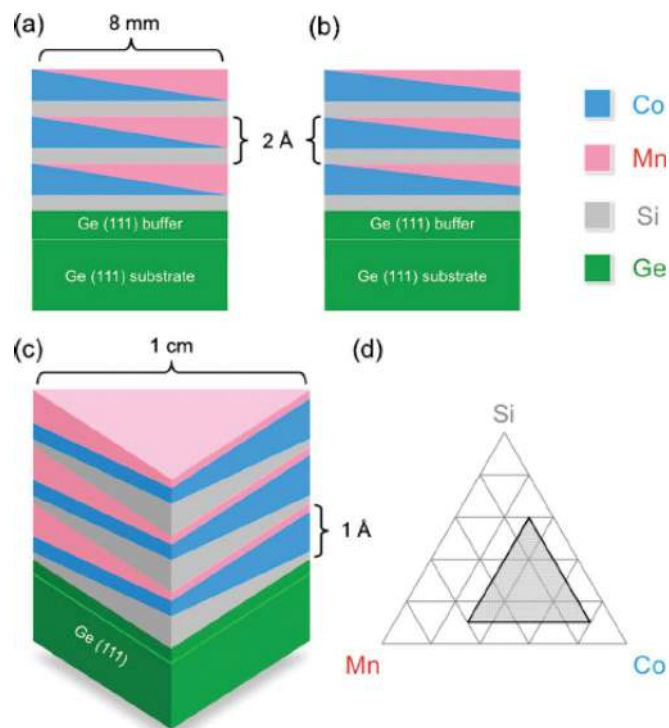 (a)
8 mm
(b)
2 Å
Ge (111) buffer
Ge (111) substrate
Ge (111) buffer
Ge (111) substrate
Co
Mn
Si
Ge
(c)
1 cm
1 Å
Ge (111)
(d)
Si
Mn
Co